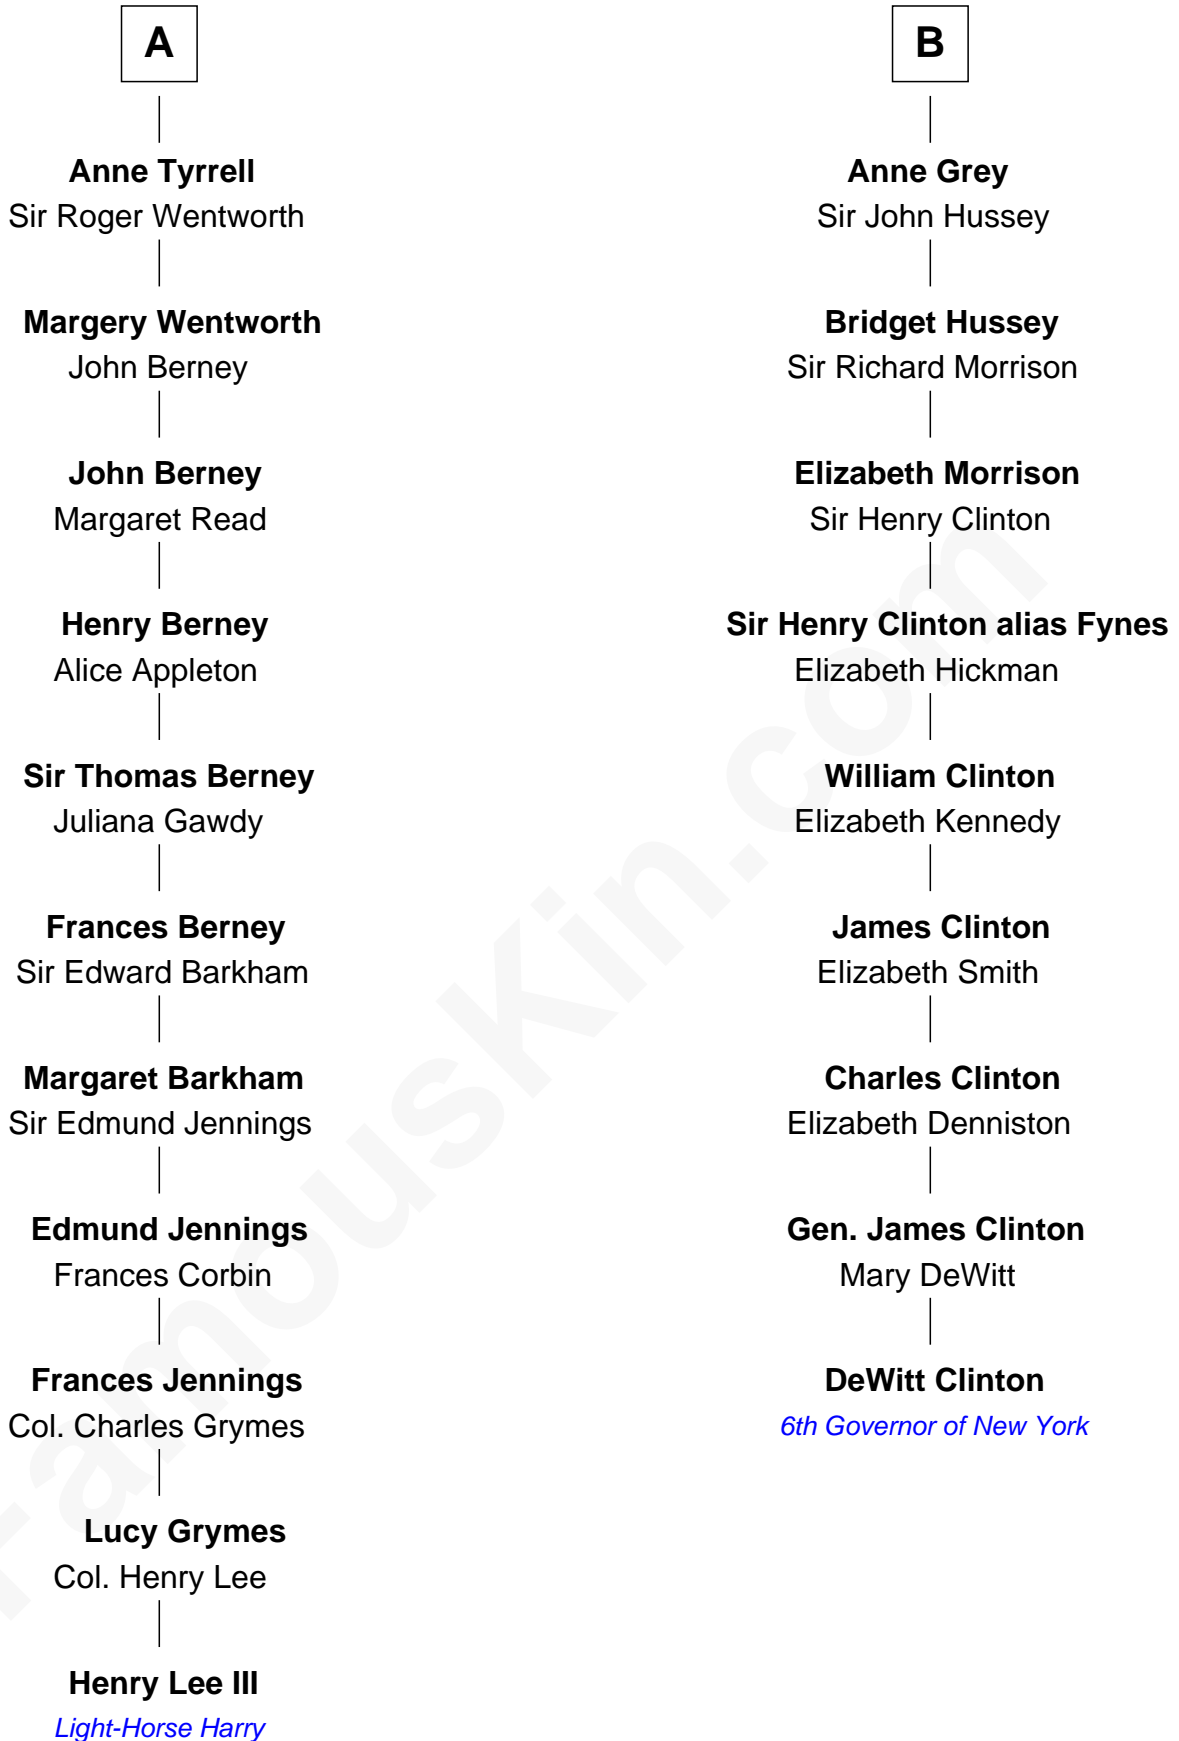 A
Anne Tyrrell
Sir Roger Wentworth
Margery Wentworth
John Berney
John Berney
Margaret Read
Henry Berney
Alice Appleton
Sir Thomas Berney
Juliana Gawdy
Frances Berney
Sir Edward Barkham
Margaret Barkham
Sir Edmund Jennings
Edmund Jennings
Frances Corbin
Frances Jennings
Col. Charles Grymes
Lucy Grymes
Col. Henry Lee
Henry Lee III
Light-Horse Harry
B
Anne Grey
Sir John Hussey
Bridget Hussey
Sir Richard Morrison
Elizabeth Morrison
Sir Henry Clinton
Sir Henry Clinton alias Fynes
Elizabeth Hickman
William Clinton
Elizabeth Kennedy
James Clinton
Elizabeth Smith
Charles Clinton
Elizabeth Denniston
Gen. James Clinton
Mary DeWitt
DeWitt Clinton
6th Governor of New York
FamousKin.com